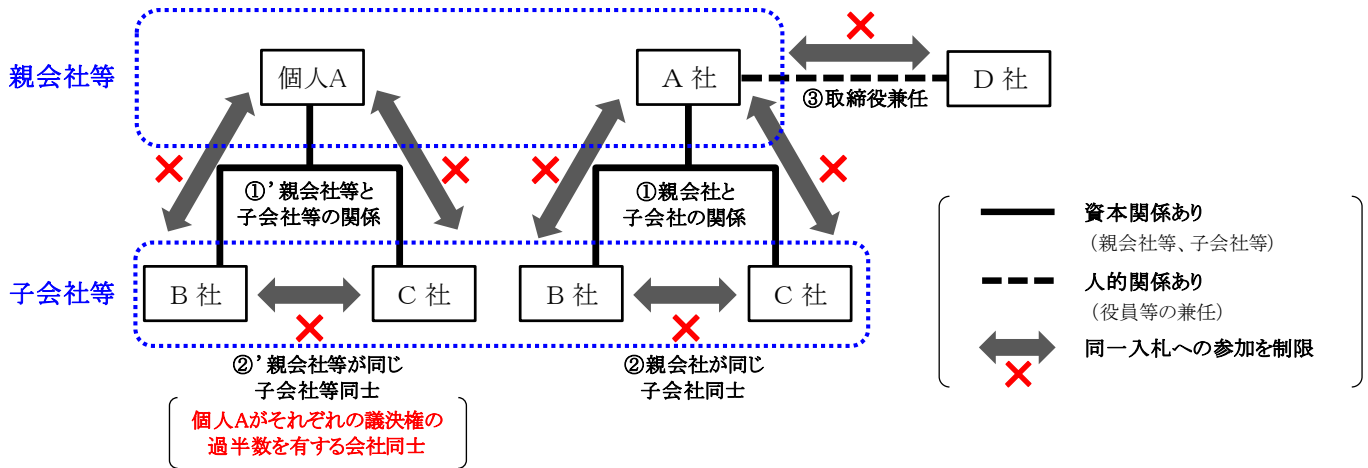 親会社等
個人A
A 社
D 社
③取締役兼任
①’親会社等と
子会社等の関係
①親会社と
子会社の関係
子会社等
B 社
C 社
B 社
C 社
②’親会社等が同じ
子会社等同士
②親会社が同じ
子会社同士
個人Aがそれぞれの議決権の
過半数を有する会社同士
資本関係あり
（親会社等、子会社等）
人的関係あり
（役員等の兼任）
同一入札への参加を制限